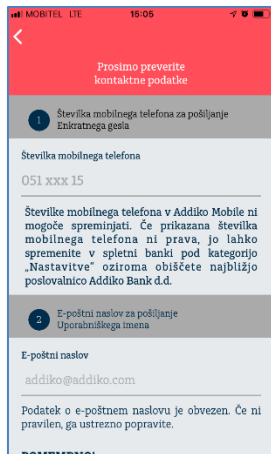 MOBITEL LTE 15:05
Prosimo preverite
kontaktne podatke
1 Številka mobilnega telefona za pošiljanje
Enkratnega gesla
Številka mobilnega telefona
051 xxx 15
Številke mobilnega telefona v Addiko Mobile ni
mogoče spreminjati. Če prikazana številka
mobilnega telefona ni prava, jo lahko
spremenite v spletni banki pod kategorijo
„Nastavitve“ oziroma obiščete najbližjo
poslovalnico Addiko Bank d.d.
2 E-poštni naslov za pošiljanje
Uporabniškega imena
E-poštni naslov
addiko@addiko.com
Podatek o e-poštnem naslovu je obvezen. Če ni
pravilen, ga ustrezno popravite.
POMEMBNO!